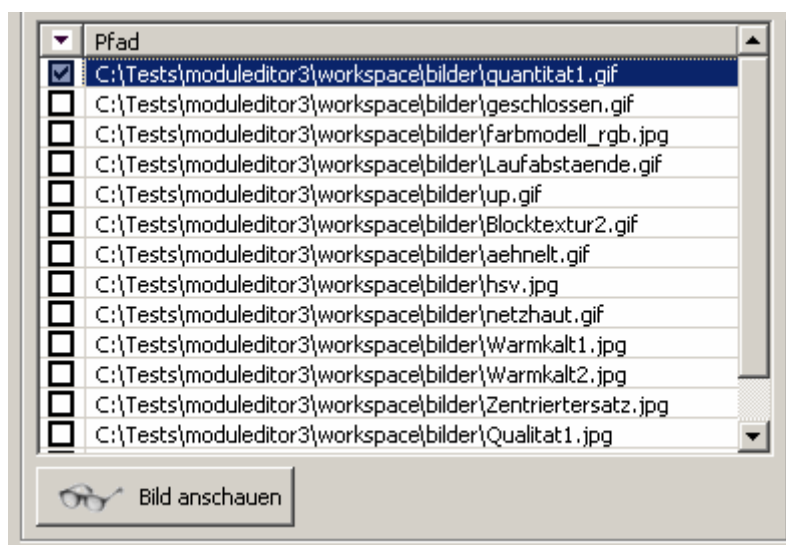 Pfad
C:\Tests\moduleditor3\workspace\bilder\quantitat1.gif
C:\Tests\moduleditor3\workspace\bilder\geschlossen.gif
C:\Tests\moduleditor3\workspace\bilder\farbmodell_rgb.jpg
C:\Tests\moduleditor3\workspace\bilder\Laufabstaende.gif
C:\Tests\moduleditor3\workspace\bilder\up.gif
C:\Tests\moduleditor3\workspace\bilder\Blocktextur2.gif
C:\Tests\moduleditor3\workspace\bilder\aehnelt.gif
C:\Tests\moduleditor3\workspace\bilder\hsv.jpg
C:\Tests\moduleditor3\workspace\bilder\netzhaut.gif
C:\Tests\moduleditor3\workspace\bilder\Warmkalt1.jpg
C:\Tests\moduleditor3\workspace\bilder\Warmkalt2.jpg
C:\Tests\moduleditor3\workspace\bilder\Zentriertersatz.jpg
C:\Tests\moduleditor3\workspace\bilder\Qualitat1.jpg
Bild anschauen